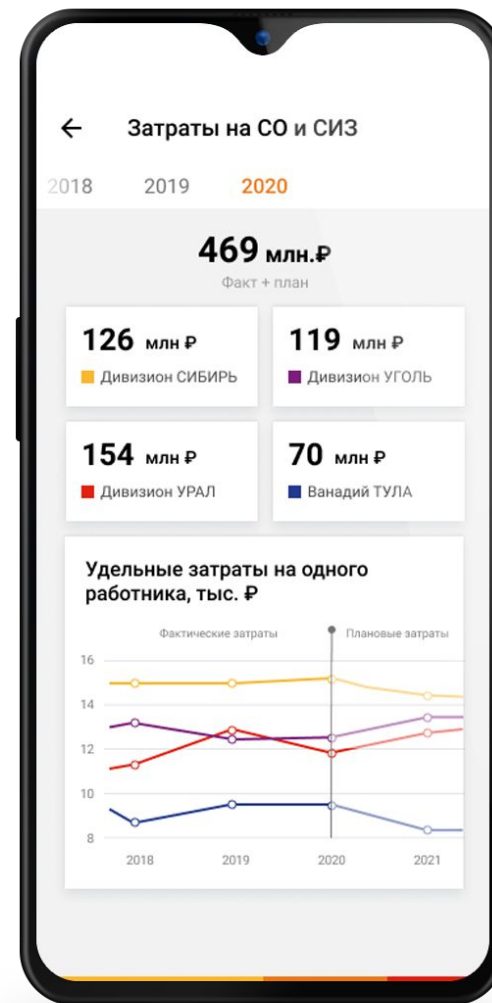 Затраты на СО и СИЗ
2018 2019 2020
469 млн.₽
Факт + план
126 млн ₽
Дивизион СИБИРЬ
119 млн ₽
Дивизион УГОЛЬ
154 млн ₽
Дивизион УРАЛ
70 млн ₽
Ванадий ТУЛА
Удельные затраты на одного
работника, тыс. ₽
Фактические затраты
Плановые затраты
16
14
12
10
8
2018 2019 2020 2021